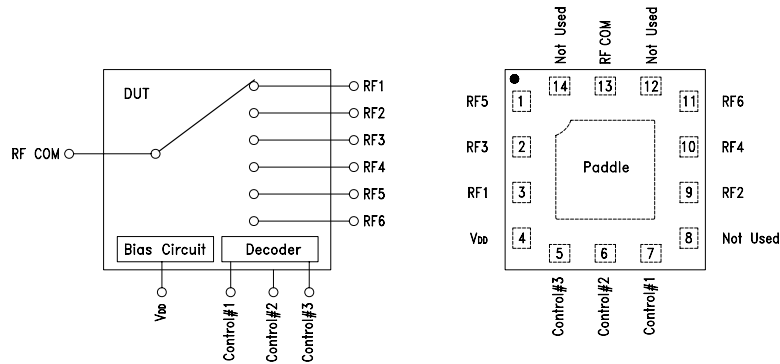 DUT
RF COM
RF1
RF2
RF3
RF4
RF5
RF6
Bias Circuit
Decoder
VDD
Control#1
Control#2
Control#3
Not Used
RF COM
Not Used
14
13
12
RF5
1
11
RF6
RF3
2
Paddle
10
RF4
RF1
3
9
RF2
VDD
4
8
Not Used
5
6
7
Control#3
Control#2
Control#1